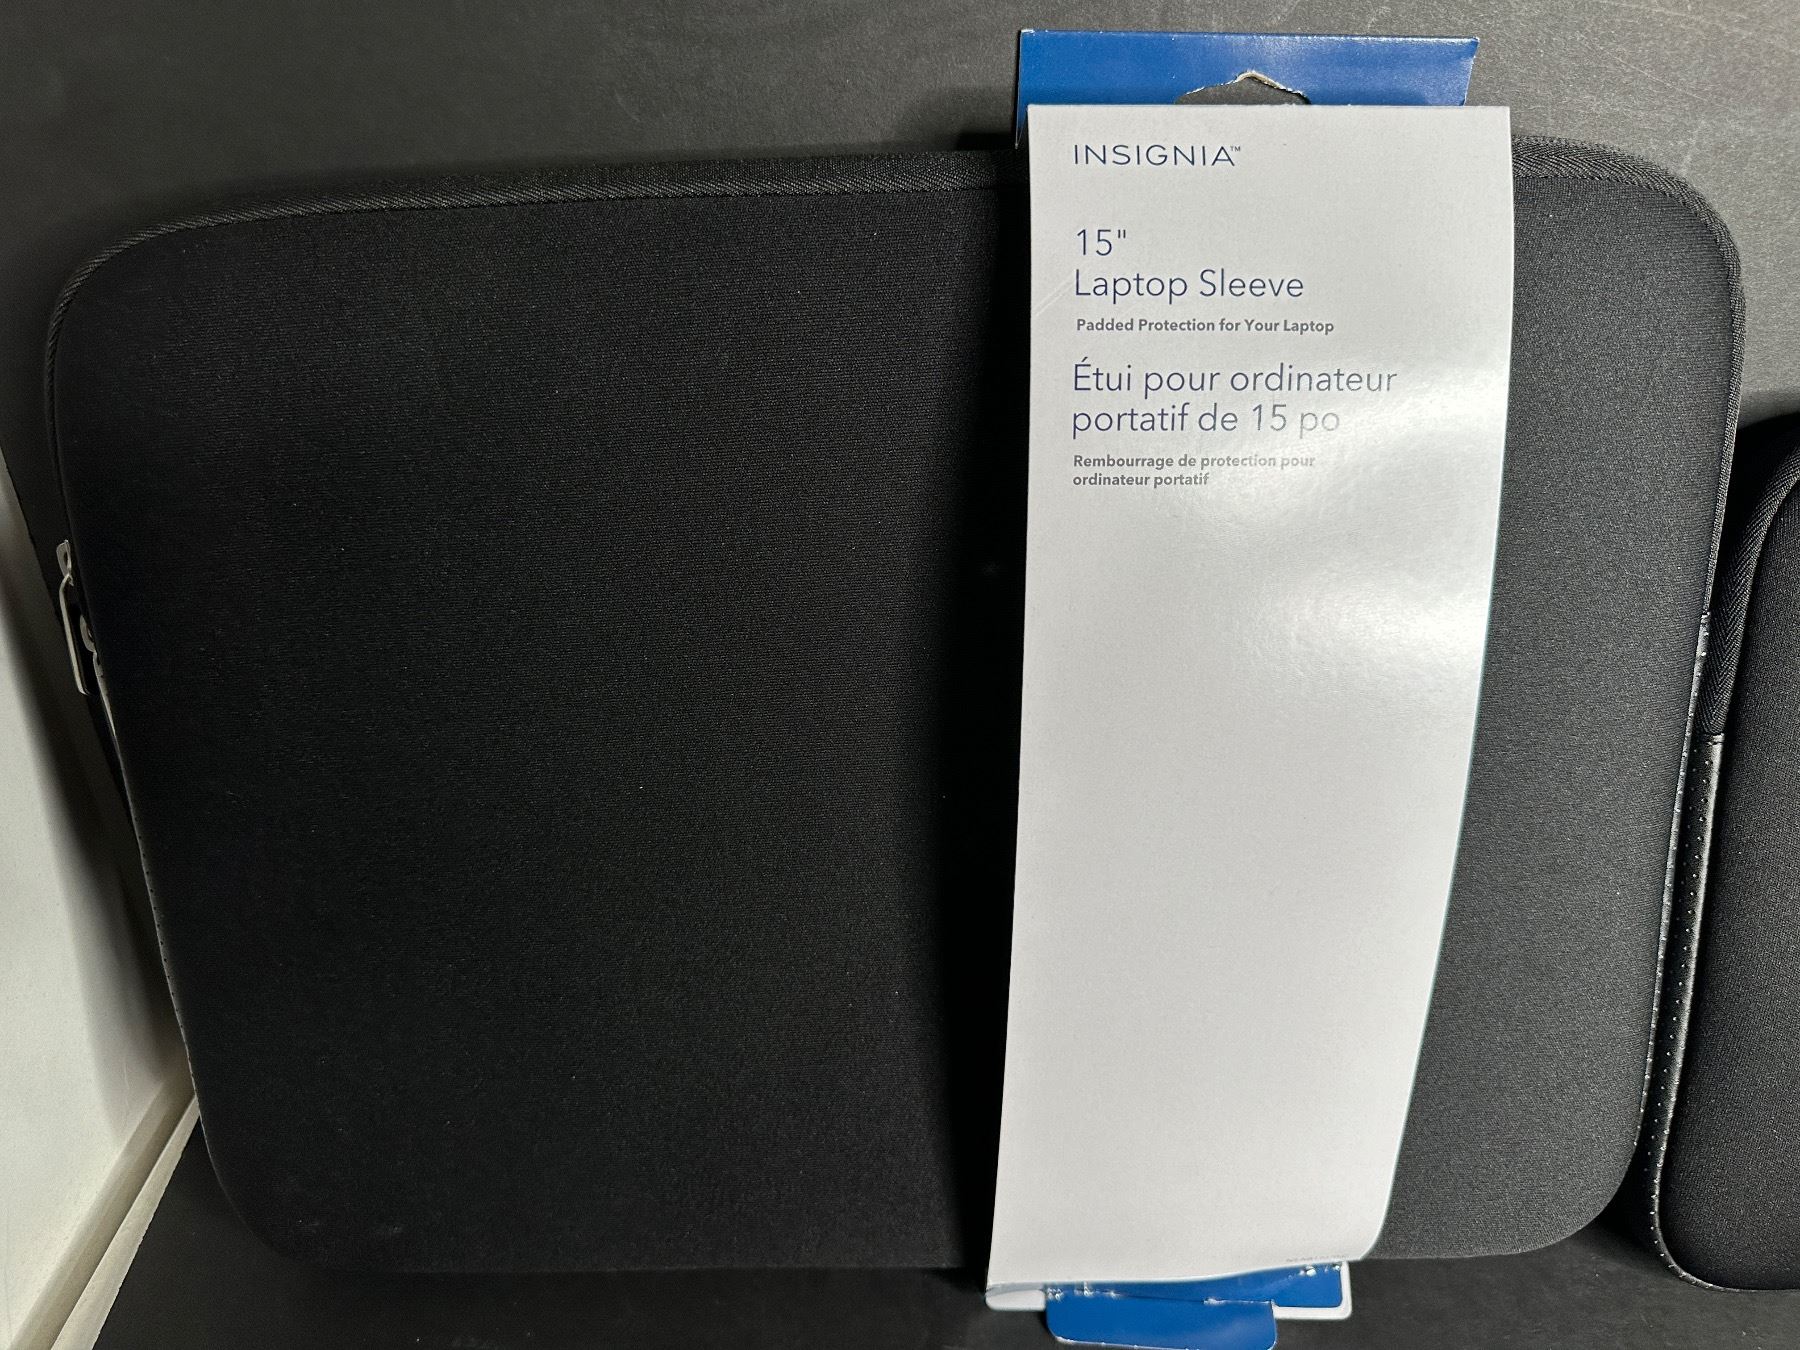 INSIGNIA™
15"
Laptop Sleeve
Padded Protection for Your Laptop
Étui pour ordinateur
portatif de 15 po
Rembourrage de protection pour
ordinateur portatif